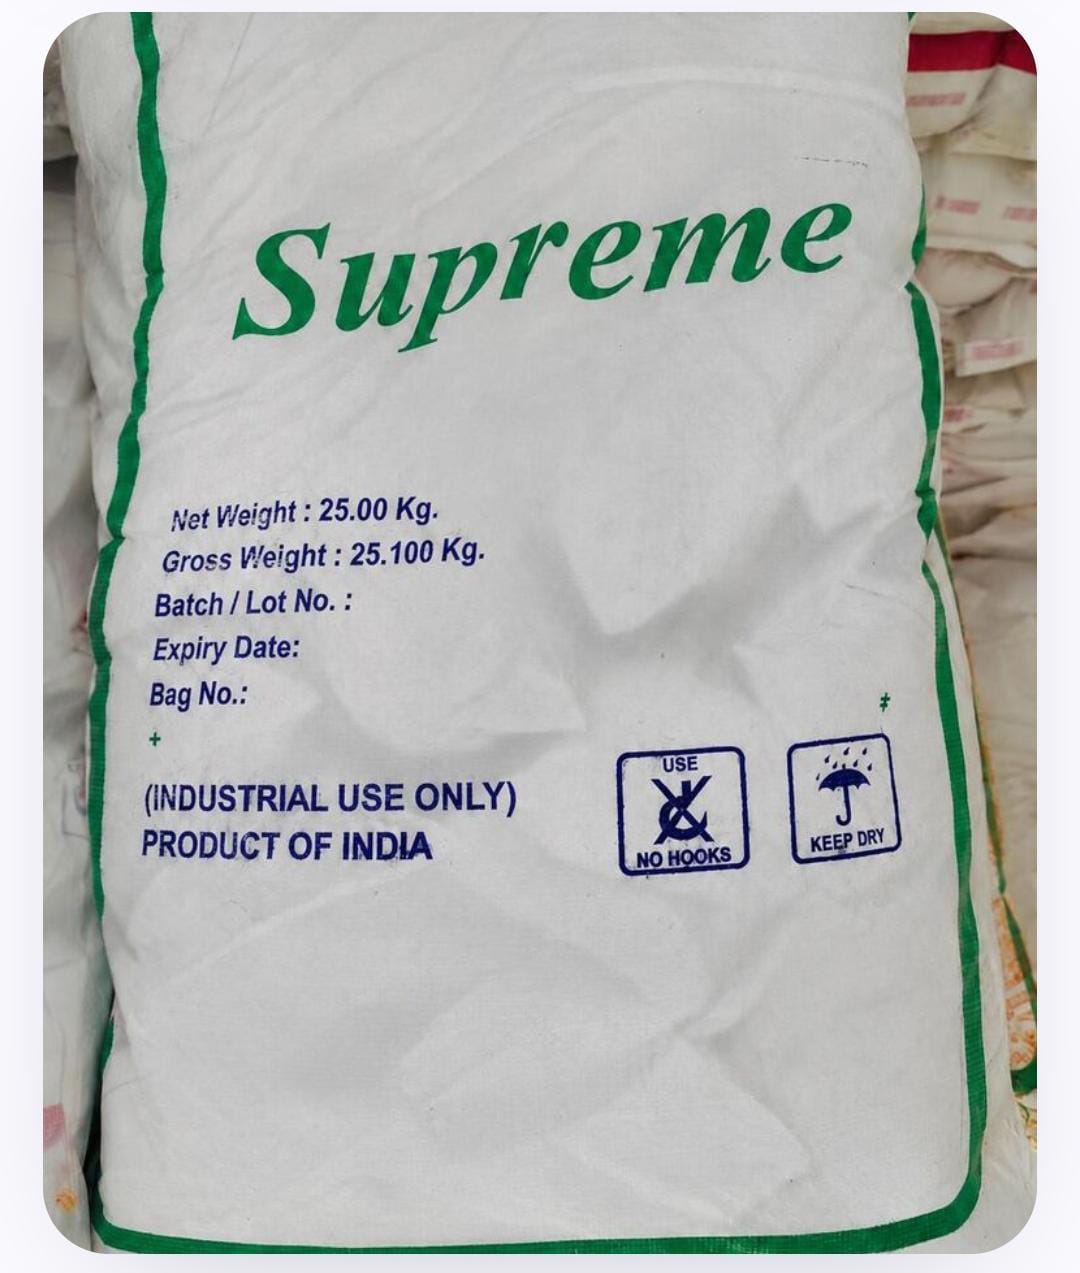 Supreme
Net Weight : 25.00 Kg.
Gross Weight : 25.100 Kg.
Batch / Lot No. :
Expiry Date:
Bag No.:
(INDUSTRIAL USE ONLY)
PRODUCT OF INDIA
USE
NO HOOKS
KEEP DRY